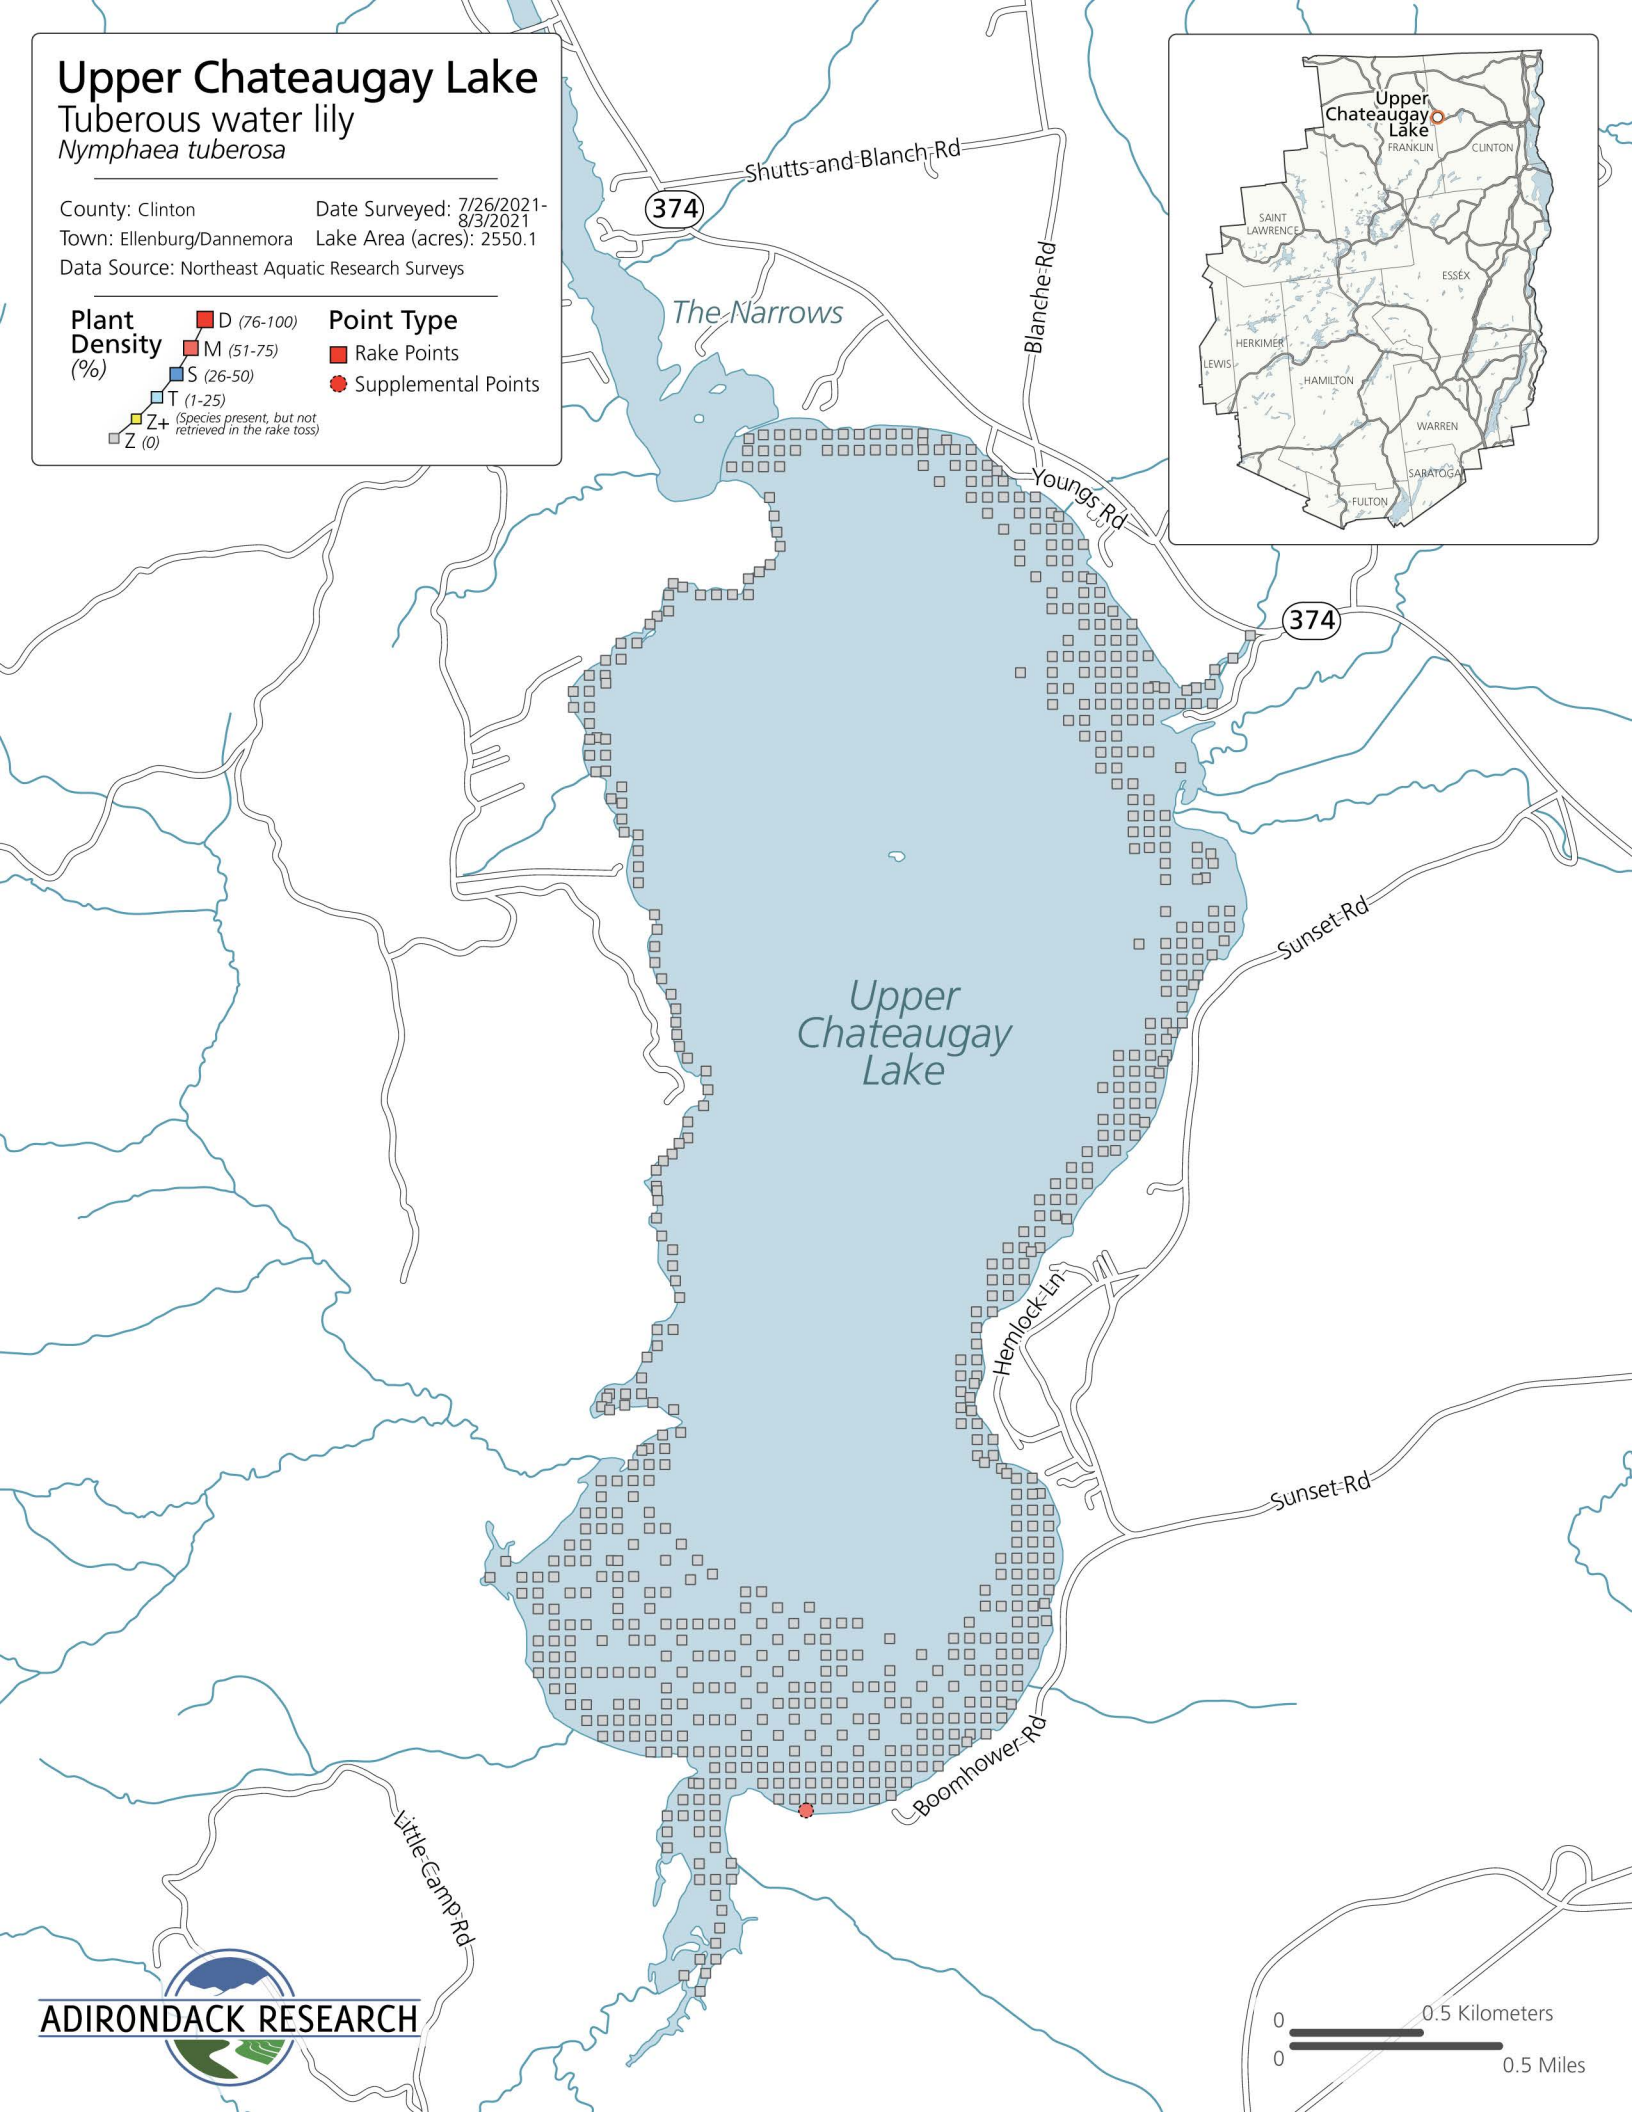 Upper Chateaugay Lake
Tuberous water lily
Nymphaea tuberosa
County: Clinton
Date Surveyed: 7/26/2021-
8/3/2021
Town: Ellenburg/Dannemora
Lake Area (acres): 2550.1
Data Source: Northeast Aquatic Research Surveys
Plant
Density
(%)
D (76-100)
M (51-75)
S (26-50)
T (1-25)
Z+ (Species present, but not
retrieved in the rake toss)
Z (0)
Point Type
Rake Points
Supplemental Points
Upper
Chateaugay
Lake
FRANKLIN
CLINTON
SAINT
LAWRENCE
ESSEX
HERKIMER
LEWIS
HAMILTON
WARREN
SARATOGA
FULTON
Shutts and Blanch Rd
374
Blanche Rd
The Narrows
Youngs Rd
374
Sunset Rd
Upper
Chateaugay
Lake
Hemlock Ln
Sunset Rd
Boomhower Rd
Little Camp Rd
ADIRONDACK RESEARCH
0
0.5 Kilometers
0
0.5 Miles